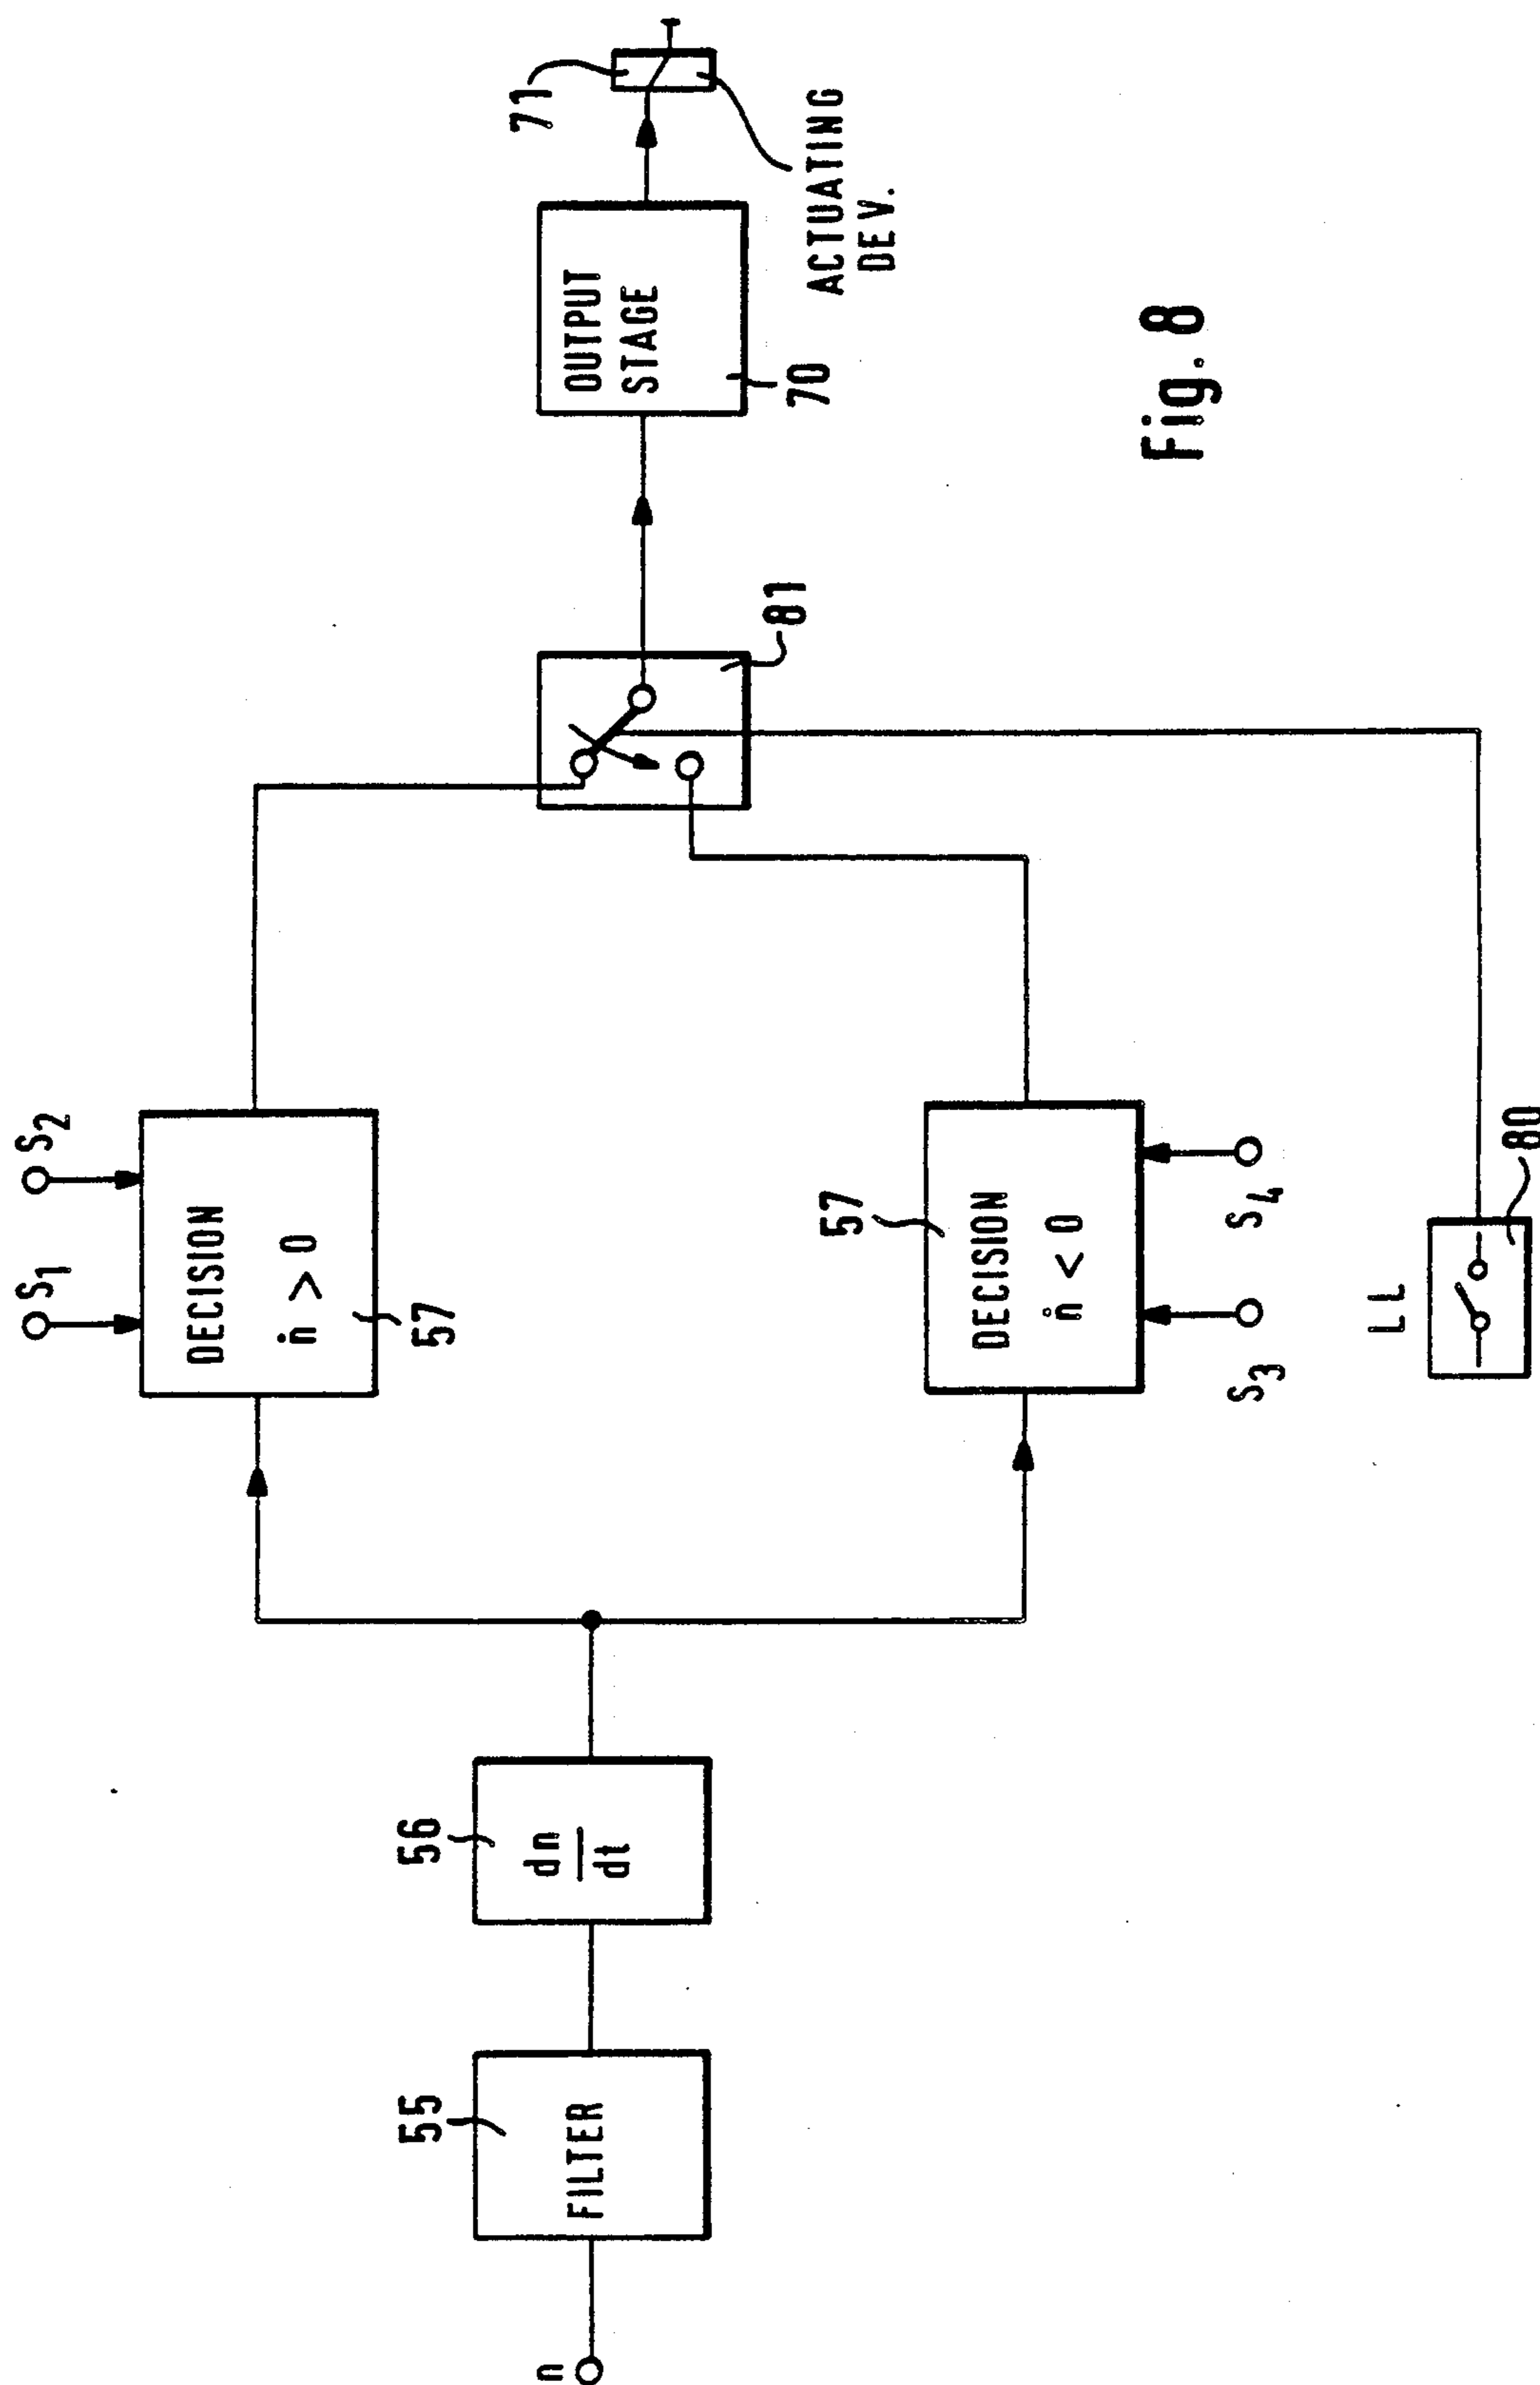 S1
S2
DECISION
ṅ > 0
57
n
55
FILTER
56
dn
dt
57
DECISION
ṅ < 0
S3
S4
LL
80
81
OUTPUT
STAGE
70
71
ACTUATING
DEV.
Fig. 8